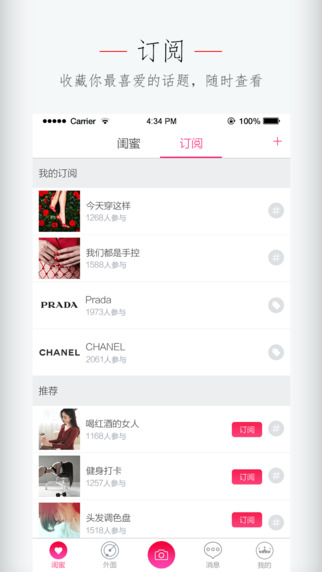 订阅
收藏你最喜爱的话题，随时查看
Carrier 4:34 PM 100%
闺蜜 订阅 +
我的订阅
今天穿这样
1268人参与
#
我们都是手控
1588人参与
#
PRADA
Prada
1973人参与
CHANEL
CHANEL
2061人参与
推荐
喝红酒的女人
1168人参与
订阅 #
健身打卡
1257人参与
订阅 #
头发调色盘
1518人参与
订阅 #
闺蜜 外面 消息 我的